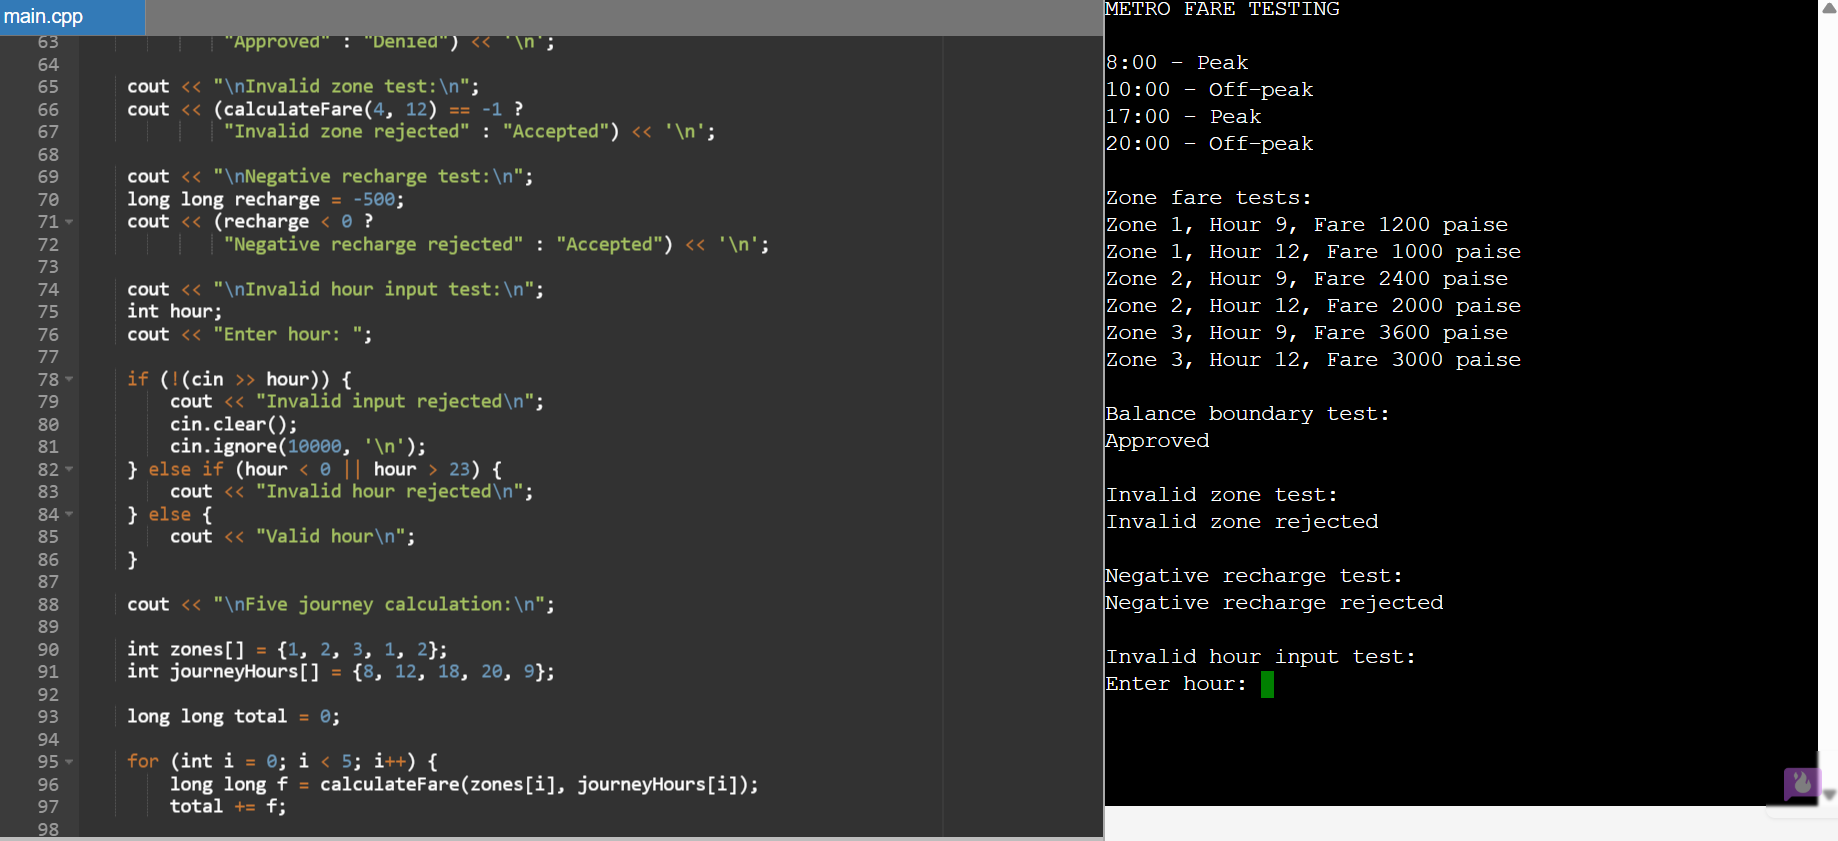 main.cpp
63 "Approved" : "Denied") << '\n';
64
65 cout << "\nInvalid zone test:\n";
66 cout << (calculateFare(4, 12) == -1 ?
67 "Invalid zone rejected" : "Accepted") << '\n';
68
69 cout << "\nNegative recharge test:\n";
70 long long recharge = -500;
71 cout << (recharge < 0 ?
72 "Negative recharge rejected" : "Accepted") << '\n';
73
74 cout << "\nInvalid hour input test:\n";
75 int hour;
76 cout << "Enter hour: ";
77
78 if (!(cin >> hour)) {
79 cout << "Invalid input rejected\n";
80 cin.clear();
81 cin.ignore(10000, '\n');
82 } else if (hour < 0 || hour > 23) {
83 cout << "Invalid hour rejected\n";
84 } else {
85 cout << "Valid hour\n";
86 }
87
88 cout << "\nFive journey calculation:\n";
89
90 int zones[] = {1, 2, 3, 1, 2};
91 int journeyHours[] = {8, 12, 18, 20, 9};
92
93 long long total = 0;
94
95 for (int i = 0; i < 5; i++) {
96 long long f = calculateFare(zones[i], journeyHours[i]);
97 total += f;
98
METRO FARE TESTING
8:00 - Peak
10:00 - Off-peak
17:00 - Peak
20:00 - Off-peak
Zone fare tests:
Zone 1, Hour 9, Fare 1200 paise
Zone 1, Hour 12, Fare 1000 paise
Zone 2, Hour 9, Fare 2400 paise
Zone 2, Hour 12, Fare 2000 paise
Zone 3, Hour 9, Fare 3600 paise
Zone 3, Hour 12, Fare 3000 paise
Balance boundary test:
Approved
Invalid zone test:
Invalid zone rejected
Negative recharge test:
Negative recharge rejected
Invalid hour input test:
Enter hour: